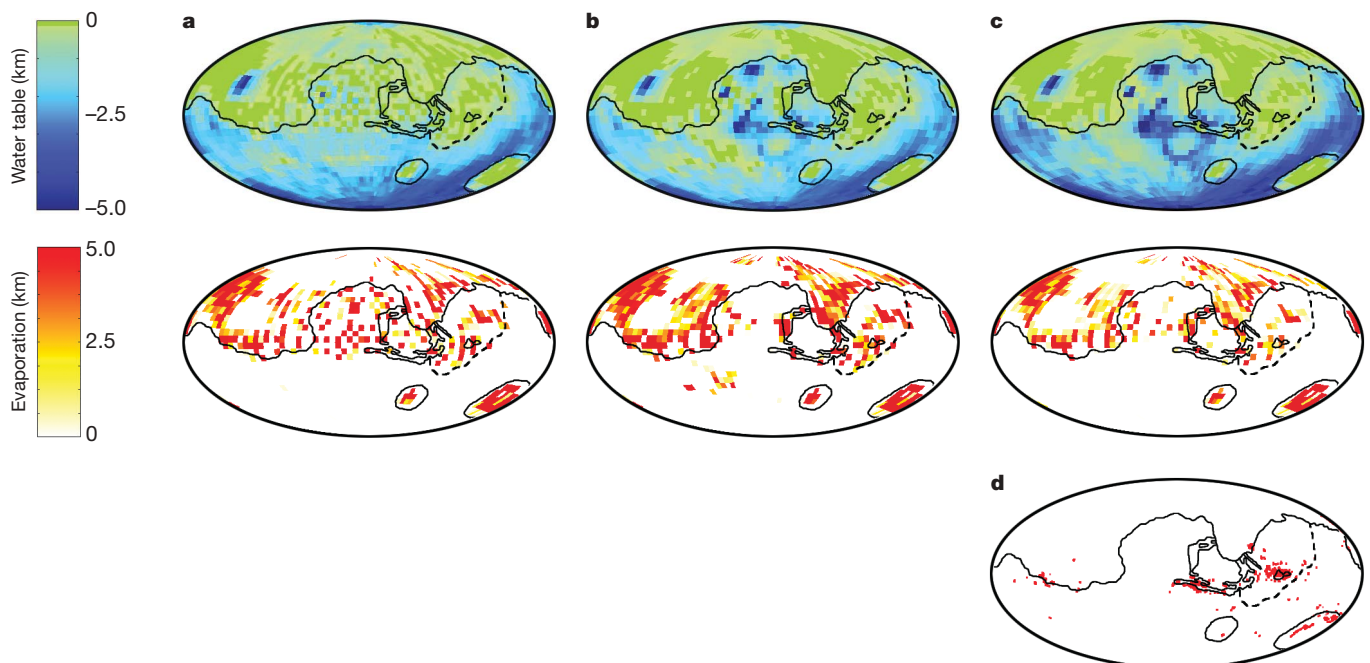 a
b
c
Water table (km)
0
−2.5
−5.0
Evaporation (km)
5.0
2.5
0
d